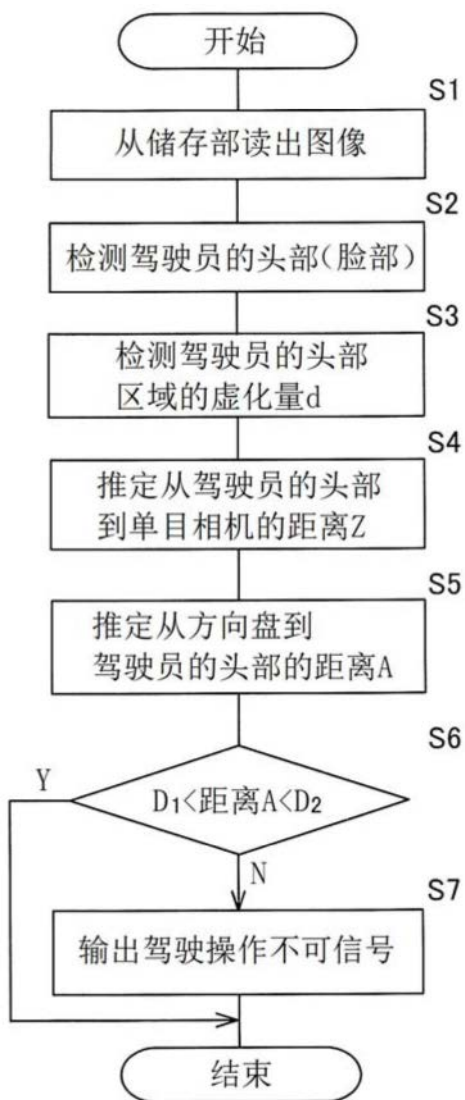 开始
S1
从储存部读出图像
S2
检测驾驶员的头部(脸部)
S3
检测驾驶员的头部
区域的虚化量d
S4
推定从驾驶员的头部
到单目相机的距离Z
S5
推定从方向盘到
驾驶员的头部的距离A
S6
Y
D₁<距离A<D₂
N
S7
输出驾驶操作不可信号
结束